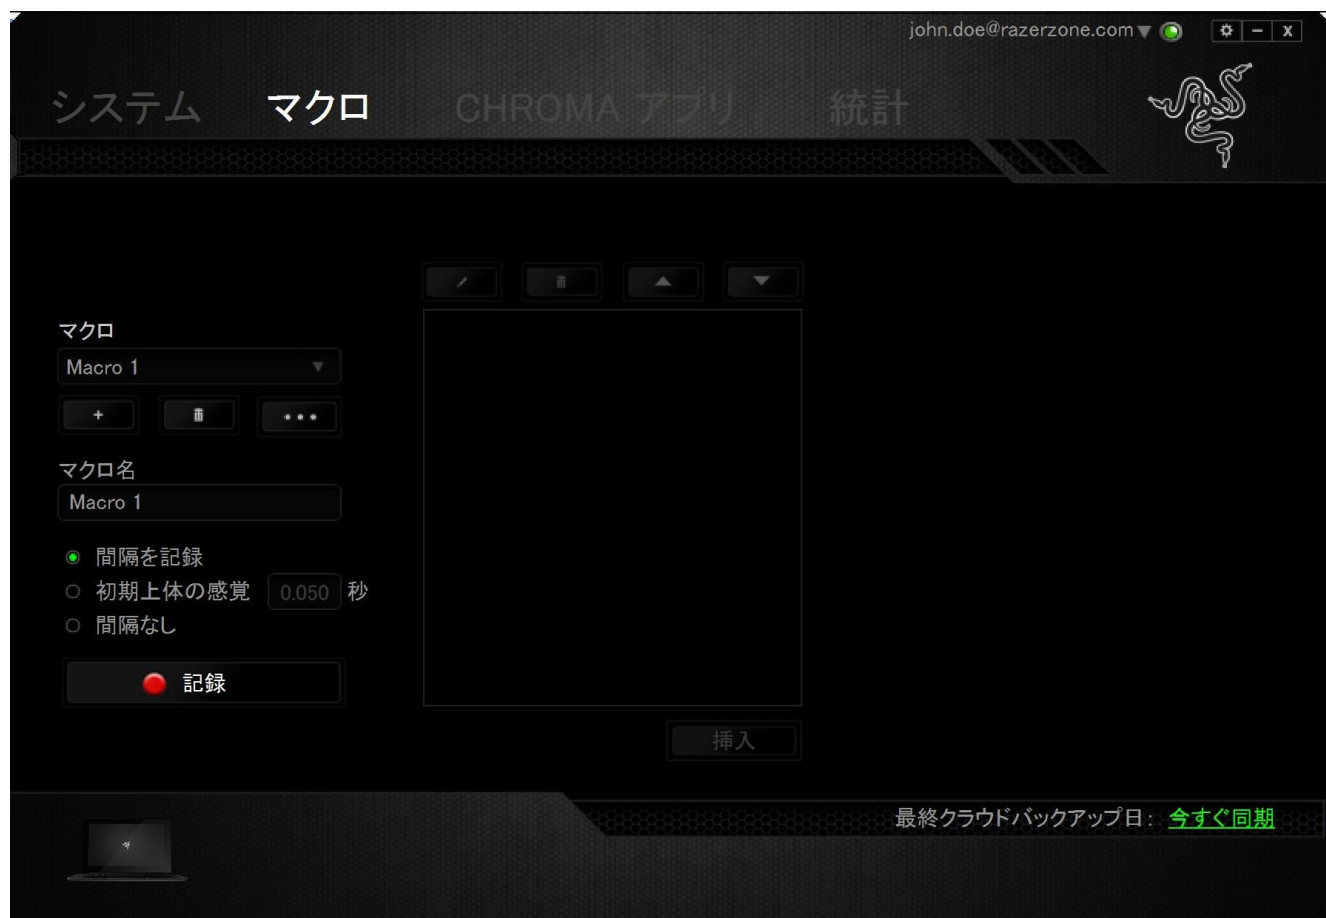 john.doe@razerzone.com
システム マクロ CHROMA アプリ 統計
マクロ
Macro 1
マクロ名
Macro 1
間隔を記録
初期上体の感覚 0.050 秒
間隔なし
記録
挿入
最終クラウドバックアップ日: 今すぐ同期